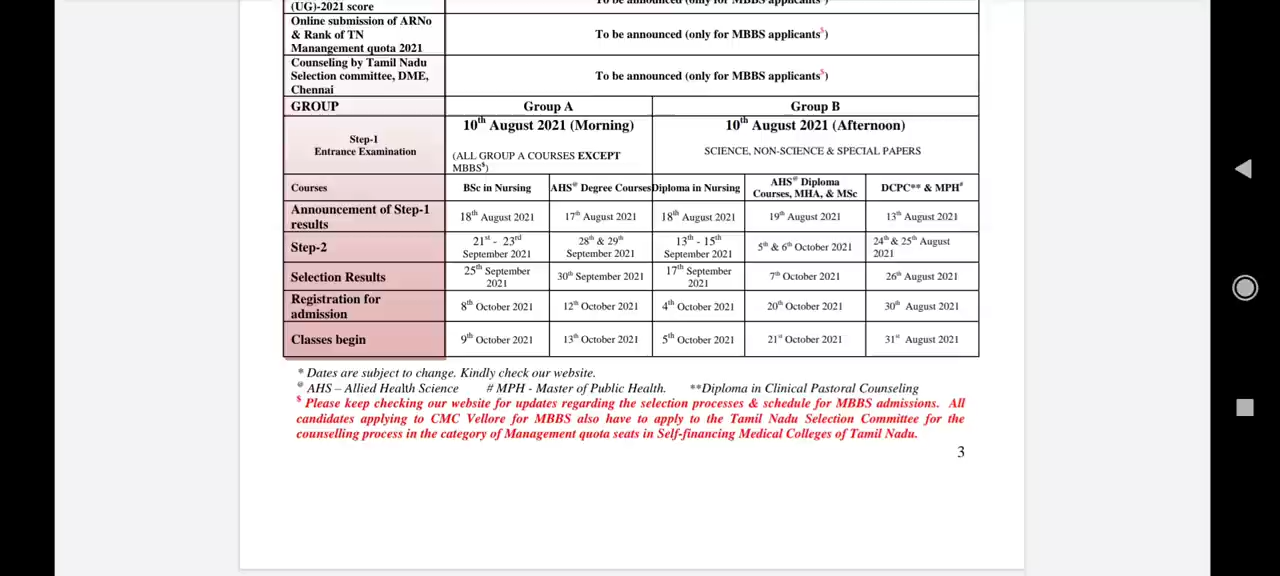 (UG)-2021 score
To be announced (only for MBBS applicants$)
Online submission of ARNo
& Rank of TN
Manangement quota 2021
To be announced (only for MBBS applicants$)
Counseling by Tamil Nadu
Selection committee, DME,
Chennai
To be announced (only for MBBS applicants$)
GROUP
Group A
Group B
Step-1
Entrance Examination
10th August 2021 (Morning)
(ALL GROUP A COURSES EXCEPT
MBBS$)
10th August 2021 (Afternoon)
SCIENCE, NON-SCIENCE & SPECIAL PAPERS
Courses
BSc in Nursing
AHS@ Degree Courses
Diploma in Nursing
AHS@ Diploma
Courses, MHA, & MSc
DCPC** & MPH#
Announcement of Step-1
results
18th August 2021
17th August 2021
18th August 2021
19th August 2021
13th August 2021
Step-2
21st - 23rd
September 2021
28th & 29th
September 2021
13th - 15th
September 2021
5th & 6th October 2021
24th & 25th August
2021
Selection Results
25th September
2021
30th September 2021
17th September
2021
7th October 2021
26th August 2021
Registration for
admission
8th October 2021
12th October 2021
4th October 2021
20th October 2021
30th August 2021
Classes begin
9th October 2021
13th October 2021
5th October 2021
21st October 2021
31st August 2021
* Dates are subject to change. Kindly check our website.
@ AHS – Allied Health Science # MPH - Master of Public Health. **Diploma in Clinical Pastoral Counseling
$ Please keep checking our website for updates regarding the selection processes & schedule for MBBS admissions. All
candidates applying to CMC Vellore for MBBS also have to apply to the Tamil Nadu Selection Committee for the
counselling process in the category of Management quota seats in Self-financing Medical Colleges of Tamil Nadu.
3